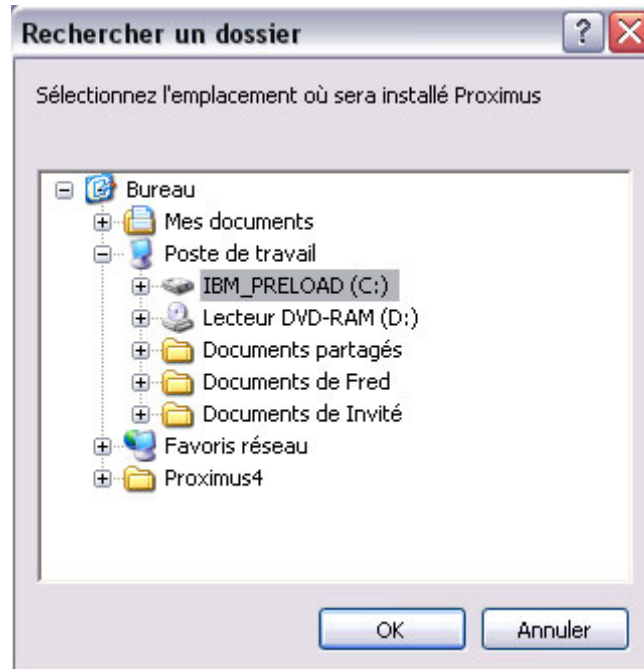 Rechercher un dossier
Sélectionnez l'emplacement où sera installé Proximus
Bureau
Mes documents
Poste de travail
IBM_PRELOAD (C:)
Lecteur DVD-RAM (D:)
Documents partagés
Documents de Fred
Documents de Invité
Favoris réseau
Proximus4
OK Annuler